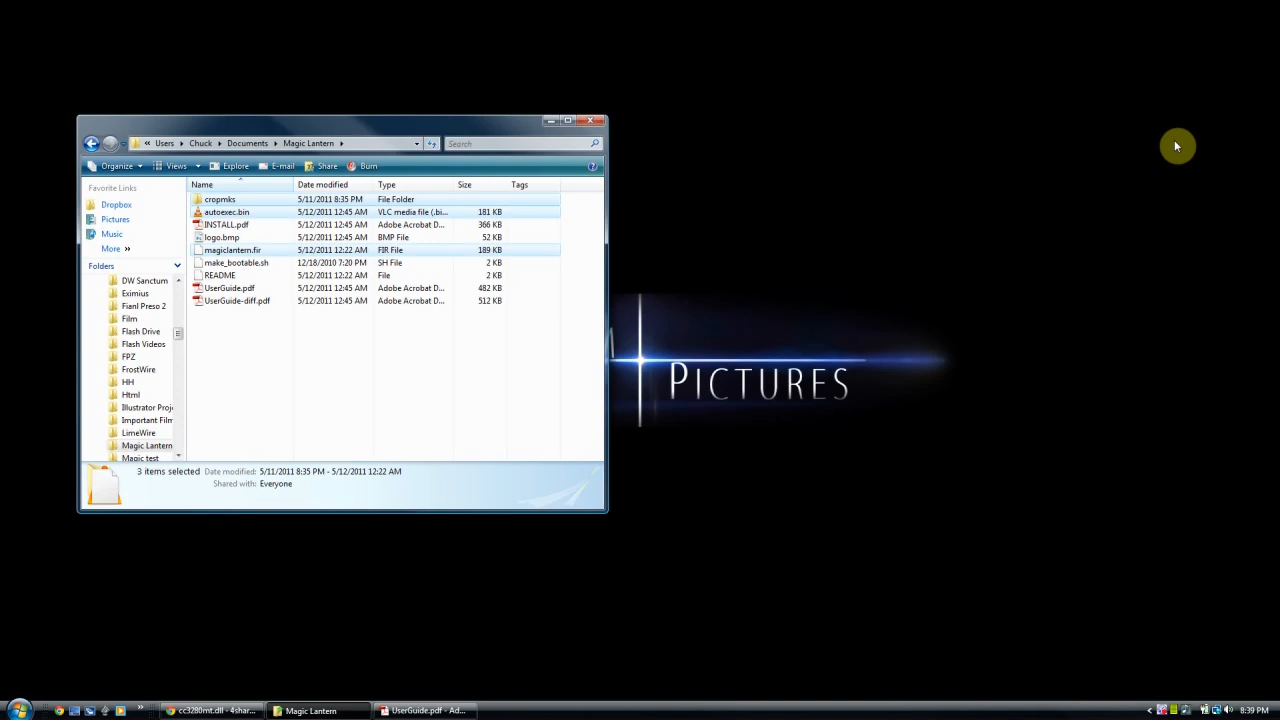 « Users Chuck Documents Magic Lantern Search
Organize Views Explore E-mail Share Burn
Favorite Links
Dropbox
Pictures
Music
More »
Folders
DW Sanctum
Eximius
Fianl Preso 2
Film
Flash Drive
Flash Videos
FPZ
FrostWire
HH
Html
Illustrator Proj
Important Film
LimeWire
Magic Lantern
Magic test
Name Date modified Type Size Tags
cropmks 5/11/2011 8:35 PM File Folder
autoexec.bin 5/12/2011 12:45 AM VLC media file (.bi... 181 KB
INSTALL.pdf 5/12/2011 12:45 AM Adobe Acrobat D... 366 KB
logo.bmp 5/12/2011 12:45 AM BMP File 52 KB
magiclantern.fir 5/12/2011 12:22 AM FIR File 189 KB
make_bootable.sh 12/18/2010 7:20 PM SH File 2 KB
README 5/12/2011 12:22 AM File 2 KB
UserGuide.pdf 5/12/2011 12:45 AM Adobe Acrobat D... 482 KB
UserGuide-diff.pdf 5/12/2011 12:45 AM Adobe Acrobat D... 512 KB
3 items selected Date modified: 5/11/2011 8:35 PM - 5/12/2011 12:22 AM
Shared with: Everyone
PICTURES
» cc3280mt.dll - 4shar... Magic Lantern UserGuide.pdf - Ad... 8:39 PM